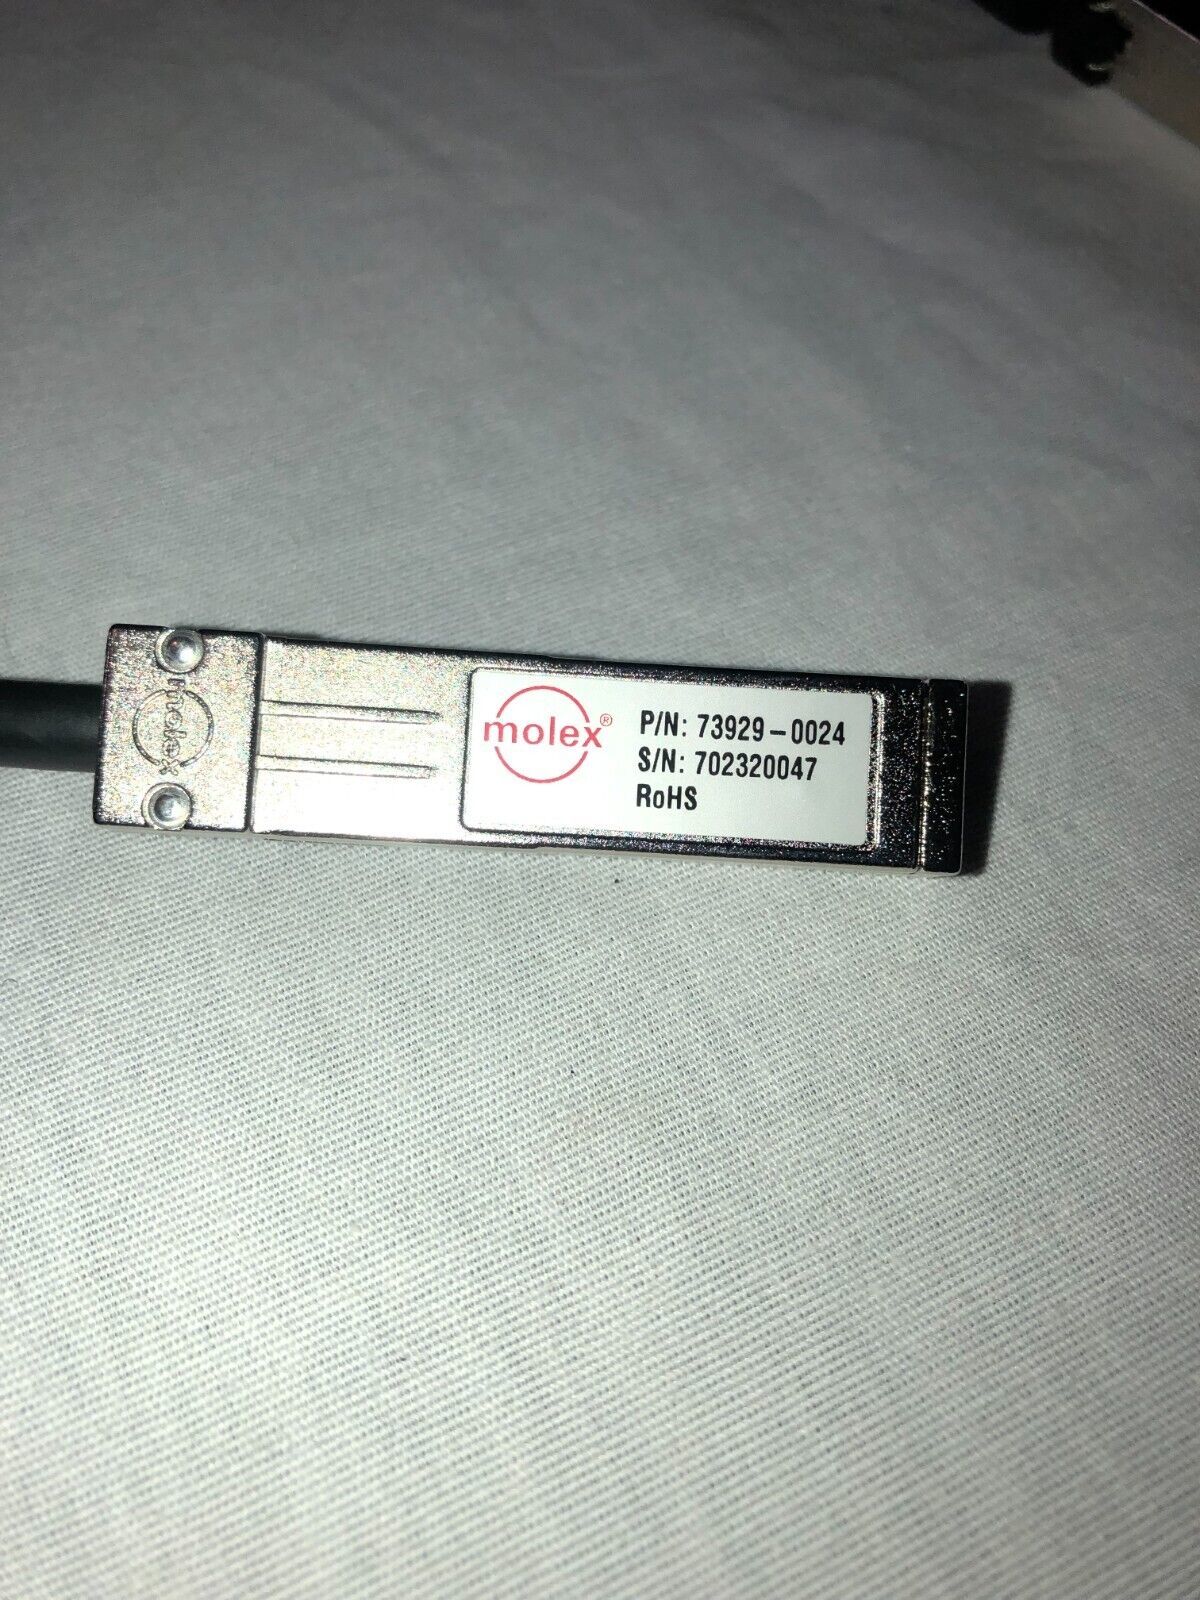 molex
molex®
P/N: 73929-0024
S/N: 702320047
RoHS